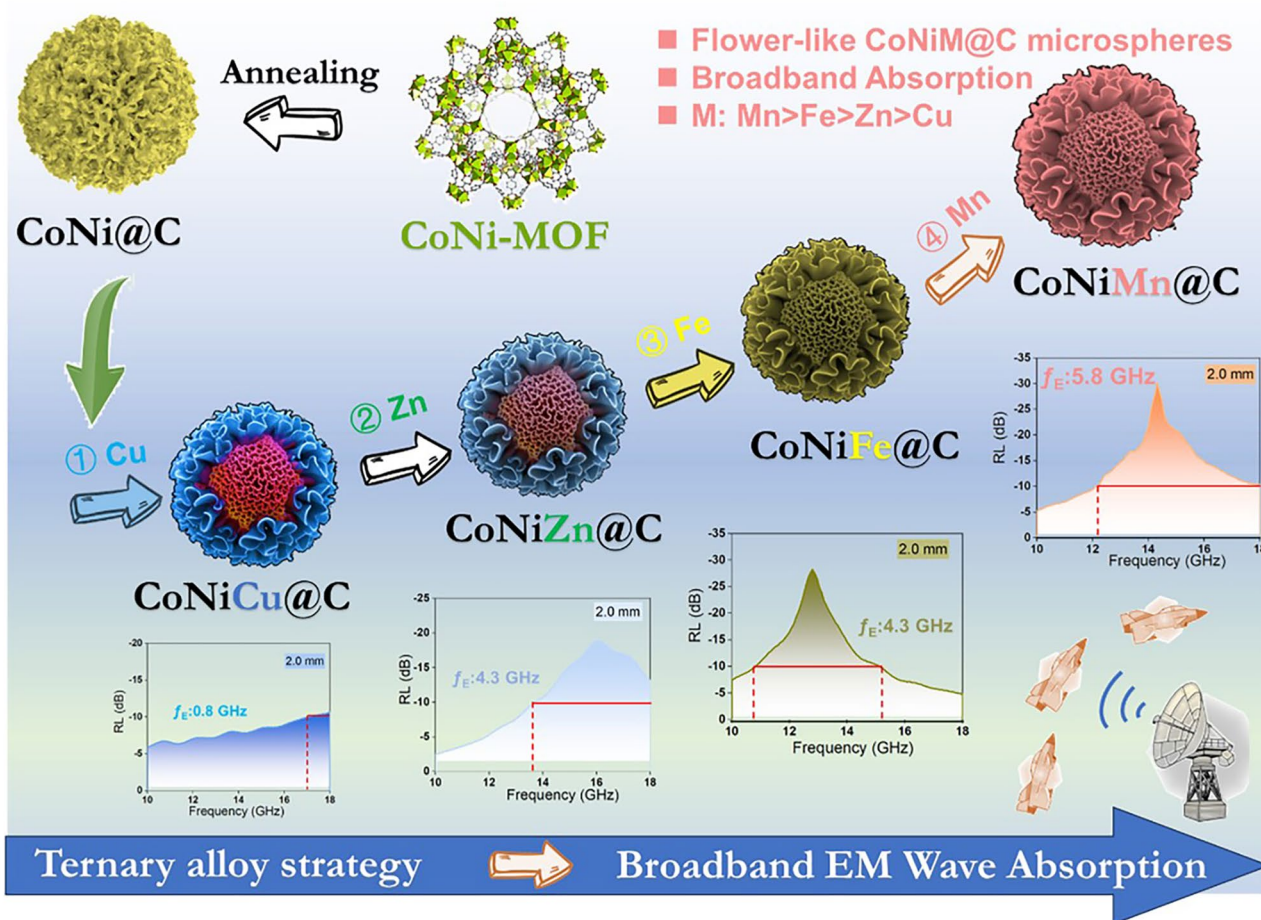 Annealing
CoNi@C
CoNi-MOF
■ Flower-like CoNiM@C microspheres
■ Broadband Absorption
■ M: Mn>Fe>Zn>Cu
① Cu
CoNiCu@C
② Zn
CoNiZn@C
③ Fe
CoNiFe@C
④ Mn
CoNiMn@C
-20
-15
-10
-5
0
RL (dB)
2.0 mm
fE:0.8 GHz
10 12 14 16 18
Frequency (GHz)
-25
-20
-15
-10
-5
0
RL (dB)
2.0 mm
fE:4.3 GHz
10 12 14 16 18
Frequency (GHz)
-35
-30
-25
-20
-15
-10
-5
0
RL (dB)
2.0 mm
fE:4.3 GHz
10 12 14 16 18
Frequency (GHz)
-35
-30
-25
-20
-15
-10
-5
0
RL (dB)
2.0 mm
fE:5.8 GHz
10 12 14 16 18
Frequency (GHz)
Ternary alloy strategy
Broadband EM Wave Absorption